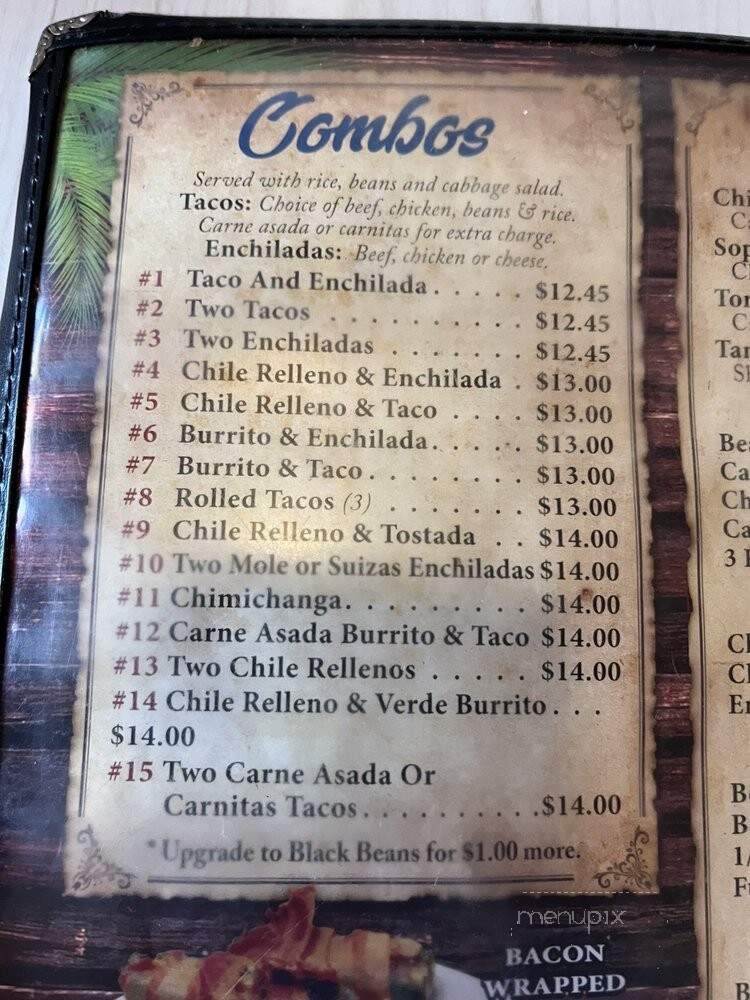 Combos
Served with rice, beans and cabbage salad.
Tacos: Choice of beef, chicken, beans & rice.
Carne asada or carnitas for extra charge.
Enchiladas: Beef, chicken or cheese.
#1 Taco And Enchilada. . . . . $12.45
#2 Two Tacos . . . . . . . . . . $12.45
#3 Two Enchiladas . . . . . . . $12.45
#4 Chile Relleno & Enchilada . $13.00
#5 Chile Relleno & Taco . . . . $13.00
#6 Burrito & Enchilada. . . . . $13.00
#7 Burrito & Taco. . . . . . . . $13.00
#8 Rolled Tacos (3) . . . . . . . $13.00
#9 Chile Relleno & Tostada . . $14.00
#10 Two Mole or Suizas Enchiladas $14.00
#11 Chimichanga. . . . . . . . . $14.00
#12 Carne Asada Burrito & Taco $14.00
#13 Two Chile Rellenos . . . . . $14.00
#14 Chile Relleno & Verde Burrito . . .
$14.00
#15 Two Carne Asada Or
Carnitas Tacos. . . . . . . . . .$14.00
*Upgrade to Black Beans for $1.00 more.
menupix
BACON
WRAPPED